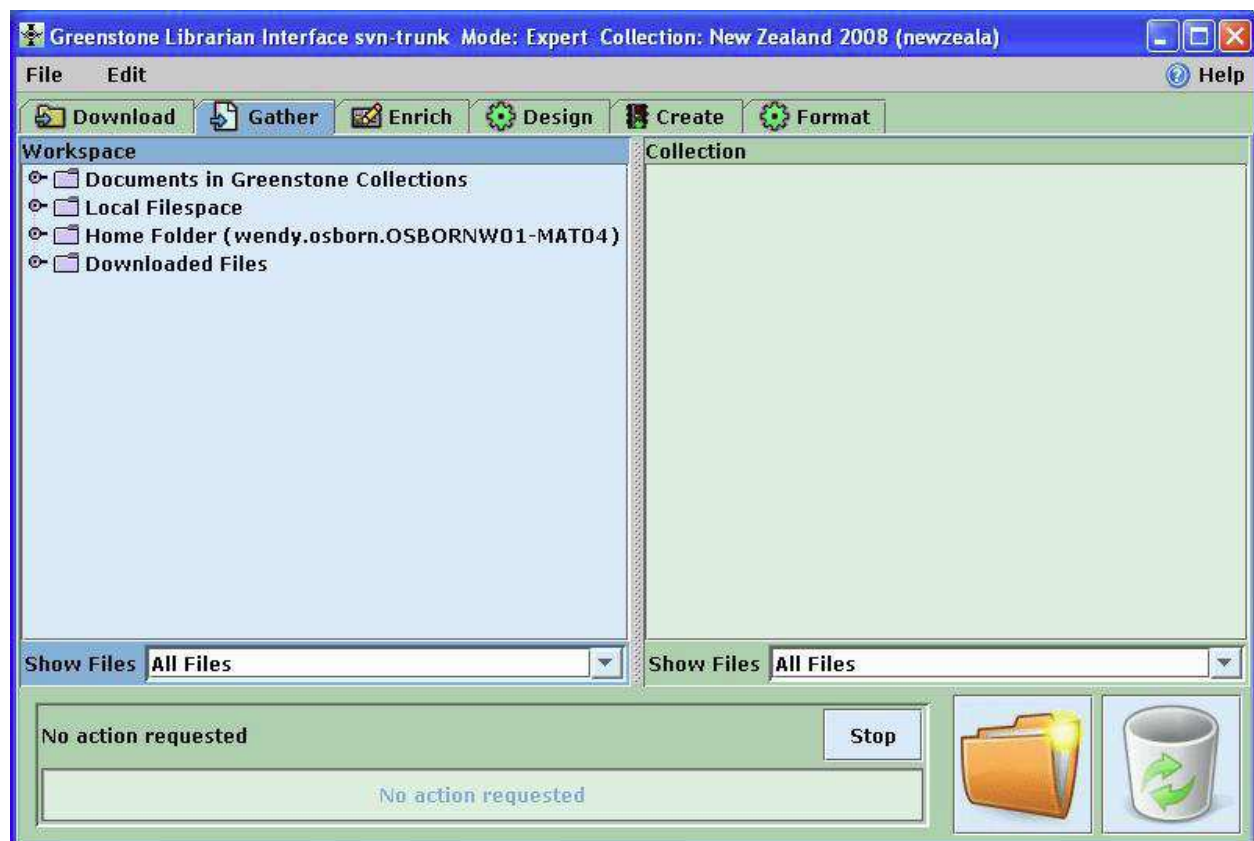 Greenstone Librarian Interface svn-trunk Mode: Expert Collection: New Zealand 2008 (newzeala)
File Edit Help
Download Gather Enrich Design Create Format
Workspace
Documents in Greenstone Collections
Local Filespace
Home Folder (wendy.osborn.OSBORNW01-MAT04)
Downloaded Files
Show Files All Files
Collection
Show Files All Files
No action requested Stop
No action requested